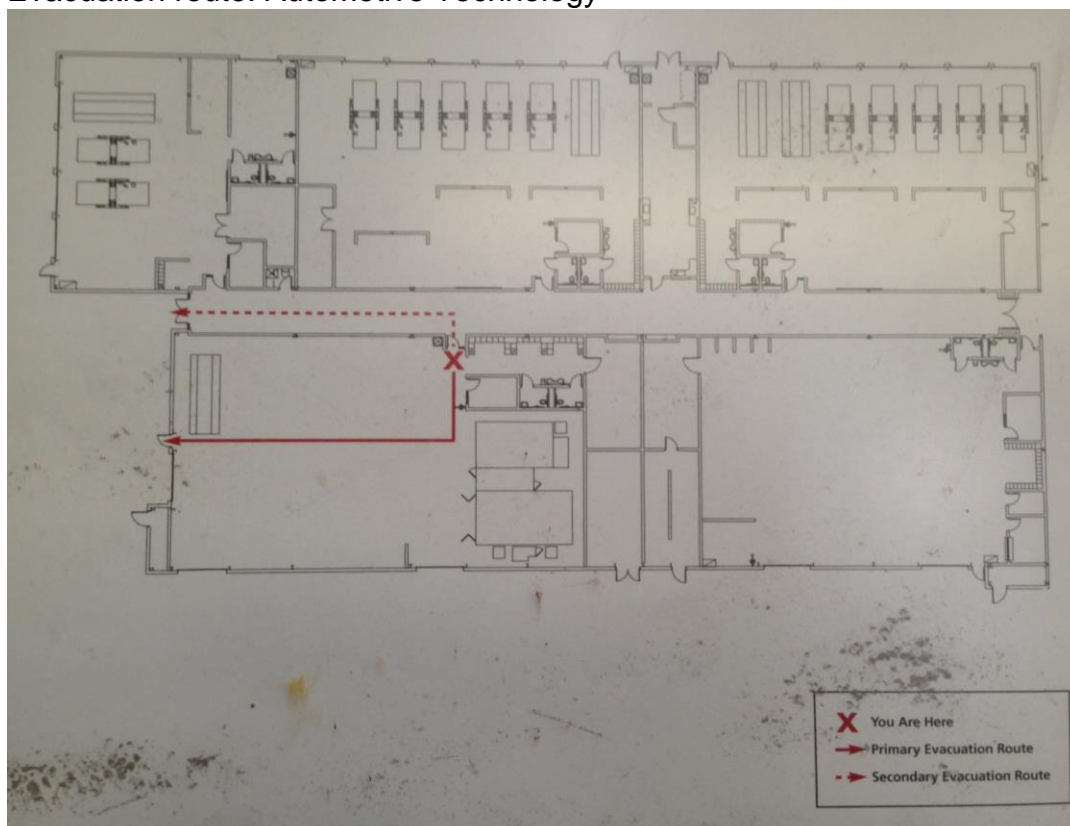 Evacuation route: Automotive Technology
X
X You Are Here
Primary Evacuation Route
Secondary Evacuation Route